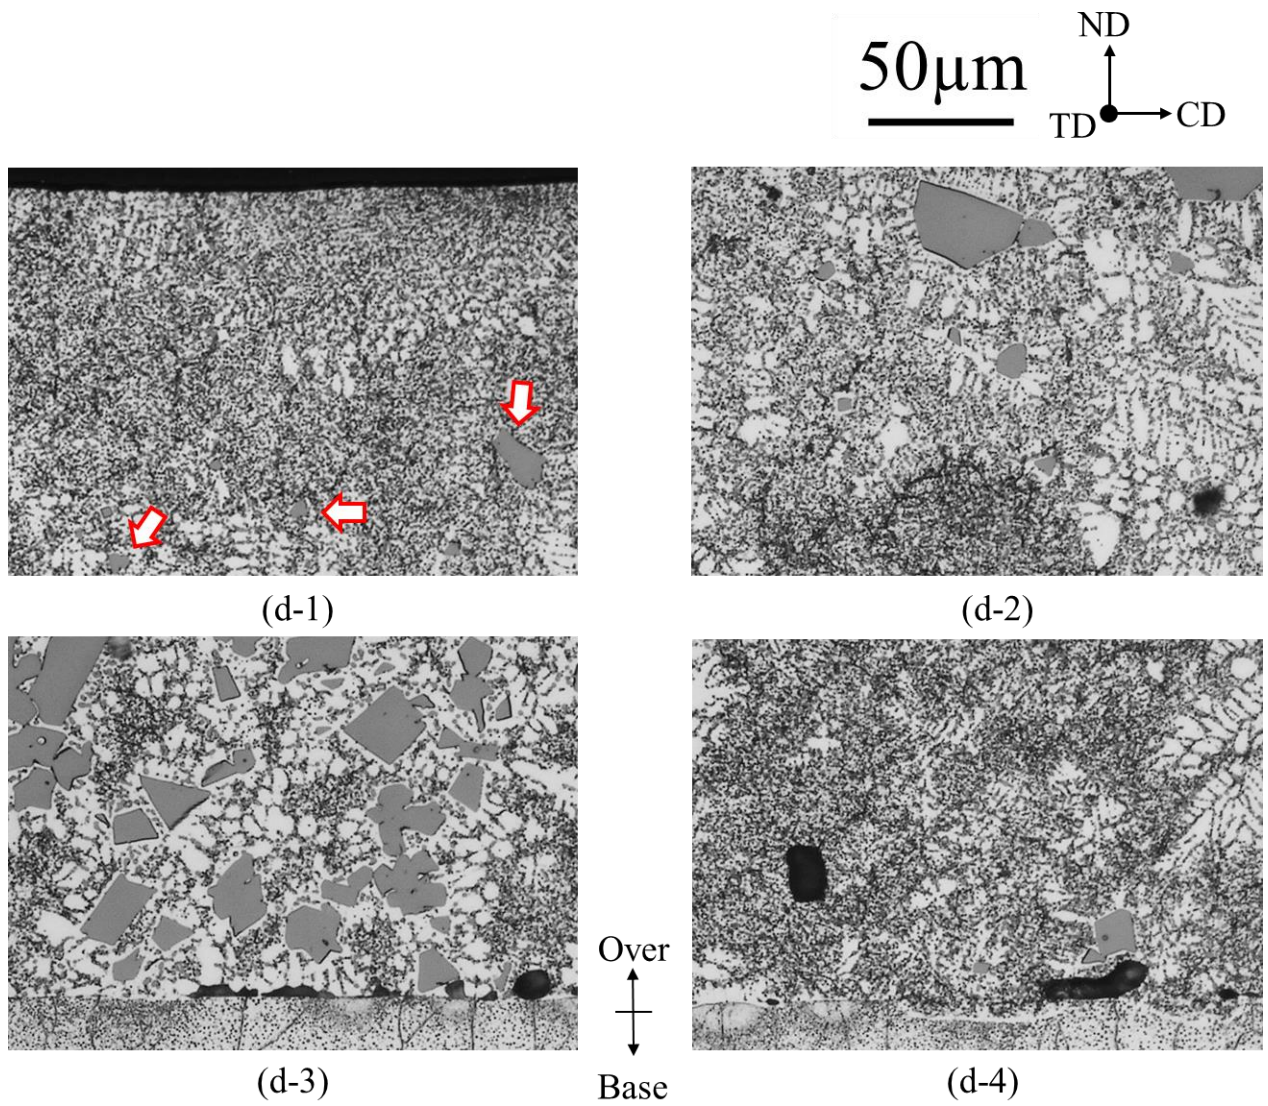 ND
50μm
TD
CD
(d-1)
(d-2)
Over
Base
(d-3)
(d-4)